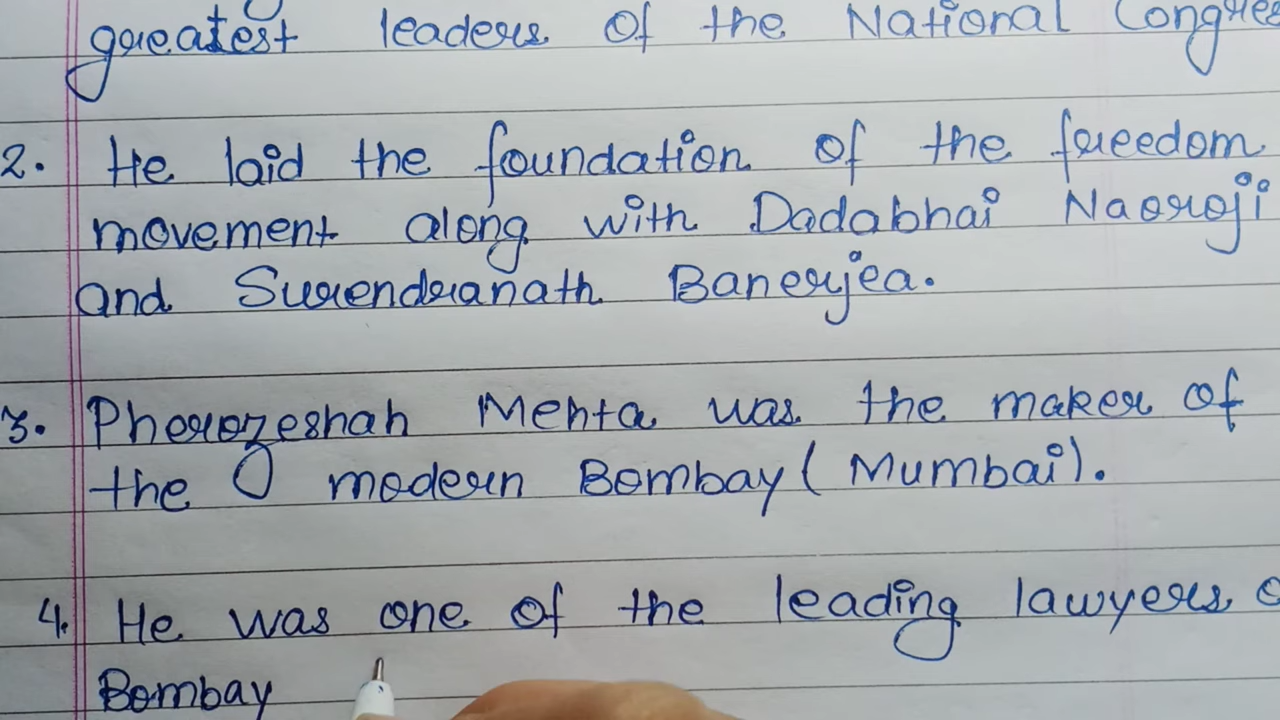 greatest leaders of the National Congres
2. He laid the foundation of the freedom
movement along with Dadabhai Naoroji
and Surendranath Banerjea.
3. Pherozeshah Mehta was the maker of
the modern Bombay (Mumbai).
4. He was one of the leading lawyers o
Bombay